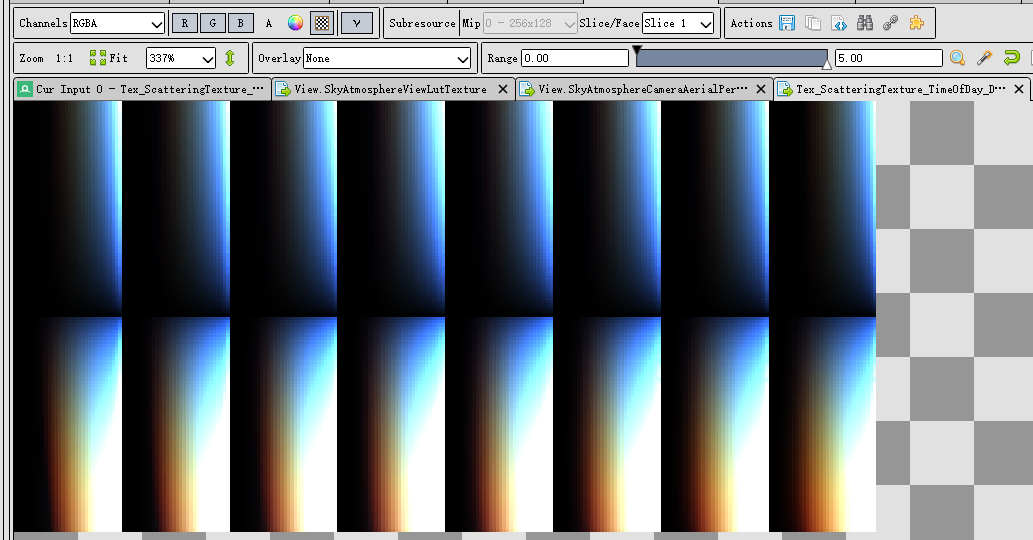 Channels RGBA R G B A γ Subresource Mip 0 - 256x128 Slice/Face Slice 1 Actions
Zoom 1:1 Fit 337% Overlay None Range 0.00 5.00
Cur Input 0 - Tex_ScatteringTexture_··· View.SkyAtmosphereViewLutTexture View.SkyAtmosphereCameraAerialPer··· Tex_ScatteringTexture_TimeOfDay_D···